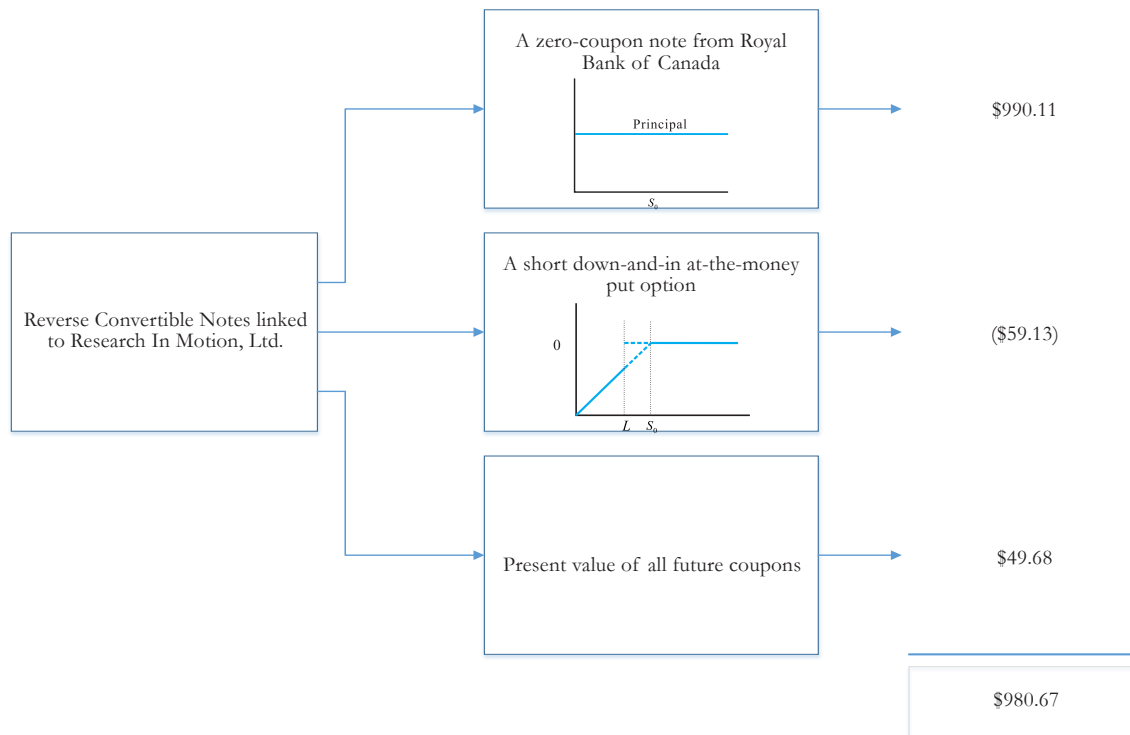 A zero-coupon note from Royal
Bank of Canada
Principal
S₀
$990.11
Reverse Convertible Notes linked
to Research In Motion, Ltd.
A short down-and-in at-the-money
put option
0
L S₀
($59.13)
Present value of all future coupons
$49.68
$980.67